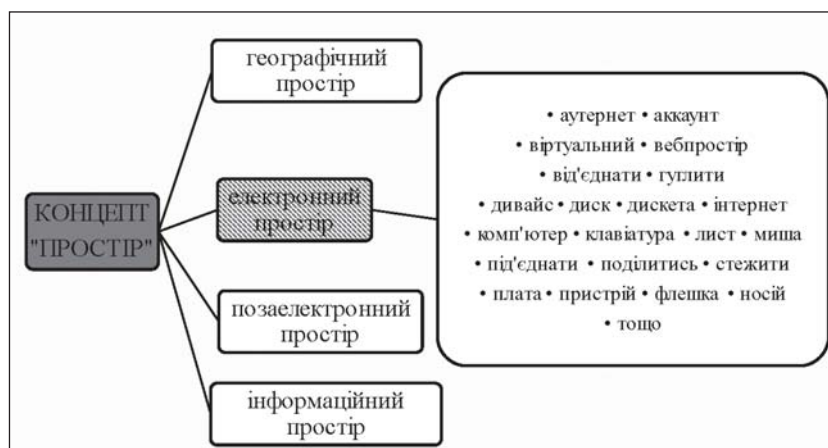 КОНЦЕПТ
"ПРОСТІР"
географічний
простір
електронний
простір
позаелектронний
простір
інформаційний
простір
• аутернет • аккаунт
• віртуальний • вебпростір
• від'єднати • гуглити
• дивайс • диск • дискета • інтернет
• комп'ютер • клавіатура • лист • миша
• під'єднати • поділитись • стежити
• плата • пристрій • флешка • носій
• тощо